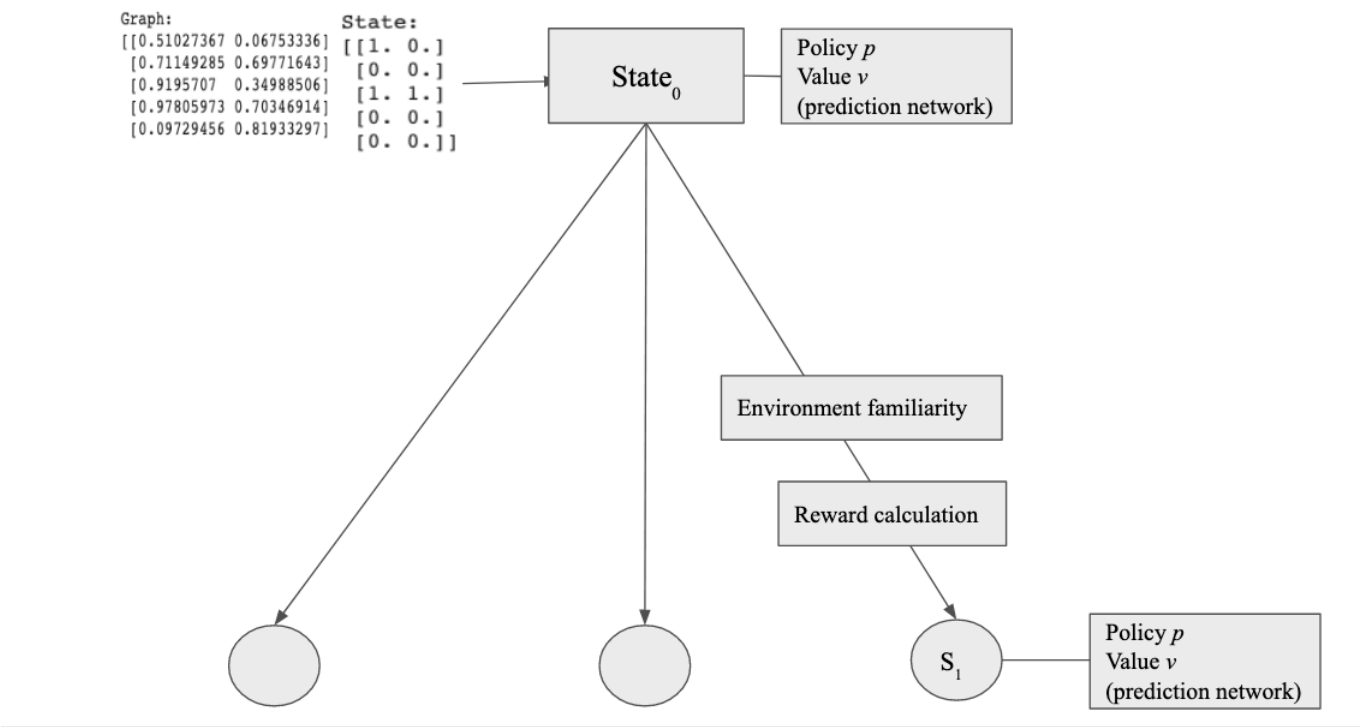 Graph:
[[0.51027367 0.06753336]
[0.71149285 0.69771643]
[0.9195707 0.34988506]
[0.97805973 0.70346914]
[0.09729456 0.81933297]
State:
[[1. 0.]
[0. 0.]
[1. 1.]
[0. 0.]
[0. 0.]]
State0
Policy p
Value v
(prediction network)
Environment familiarity
Reward calculation
S1
Policy p
Value v
(prediction network)